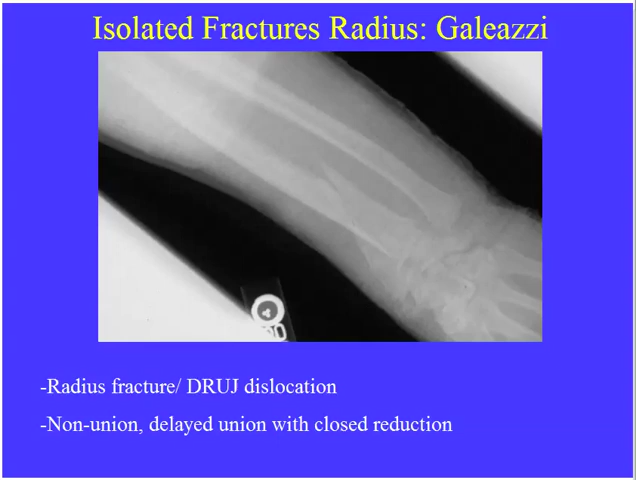 Isolated Fractures Radius: Galeazzi
-Radius fracture/ DRUJ dislocation
-Non-union, delayed union with closed reduction